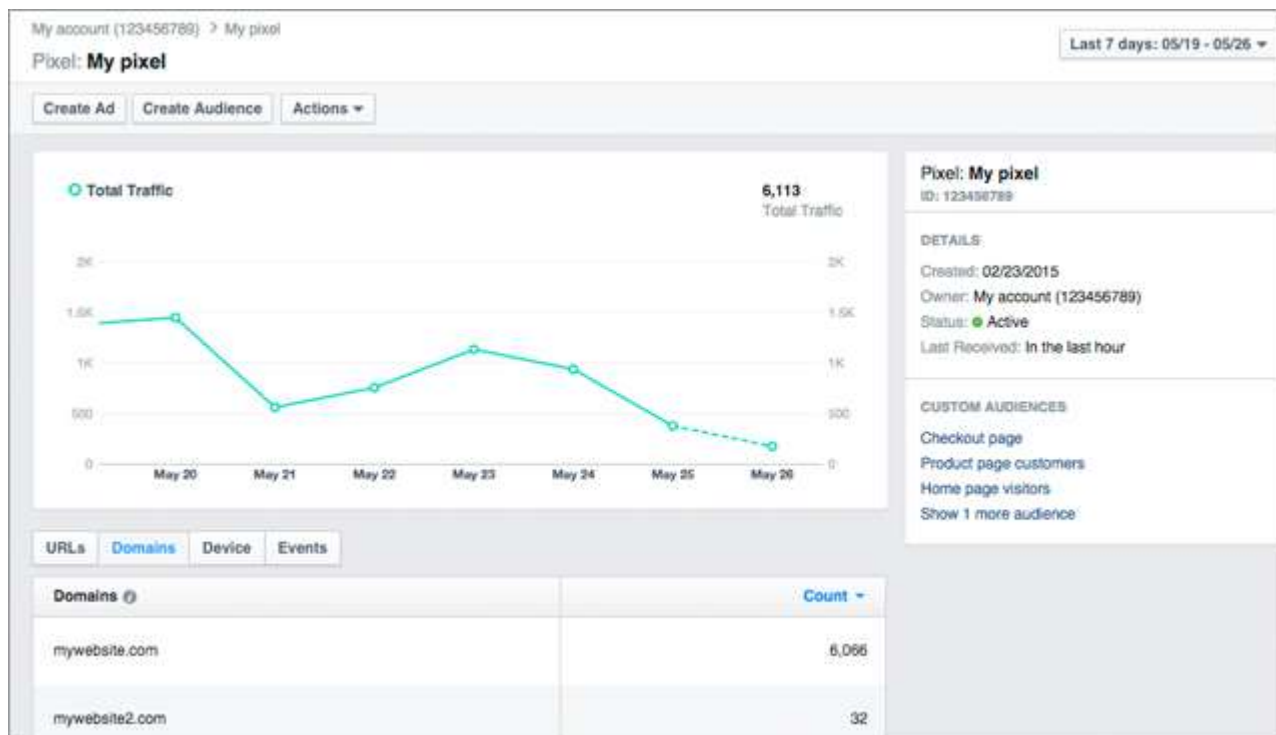 My account (123456789) > My pixel
Pixel: My pixel
Last 7 days: 05/19 - 05/26
Create Ad
Create Audience
Actions
Total Traffic
6,113
Total Traffic
2K
2K
1.5K
1.5K
1K
1K
500
500
0
0
May 20
May 21
May 22
May 23
May 24
May 25
May 26
Pixel: My pixel
ID: 123456789
DETAILS
Created: 02/23/2015
Owner: My account (123456789)
Status: Active
Last Received: In the last hour
CUSTOM AUDIENCES
Checkout page
Product page customers
Home page visitors
Show 1 more audience
URLs
Domains
Device
Events
Domains
Count
mywebsite.com
6,066
mywebsite2.com
32